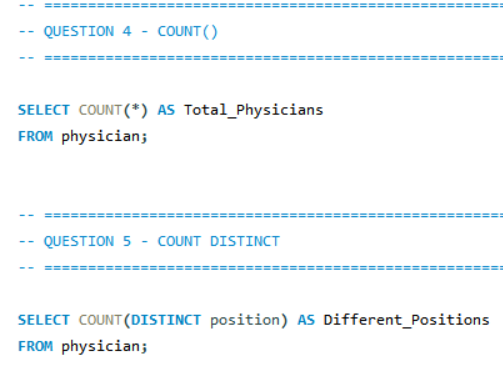 -- =====================================================
-- QUESTION 4 - COUNT()
-- =====================================================
SELECT COUNT(*) AS Total_Physicians
FROM physician;
-- =====================================================
-- QUESTION 5 - COUNT DISTINCT
-- =====================================================
SELECT COUNT(DISTINCT position) AS Different_Positions
FROM physician;